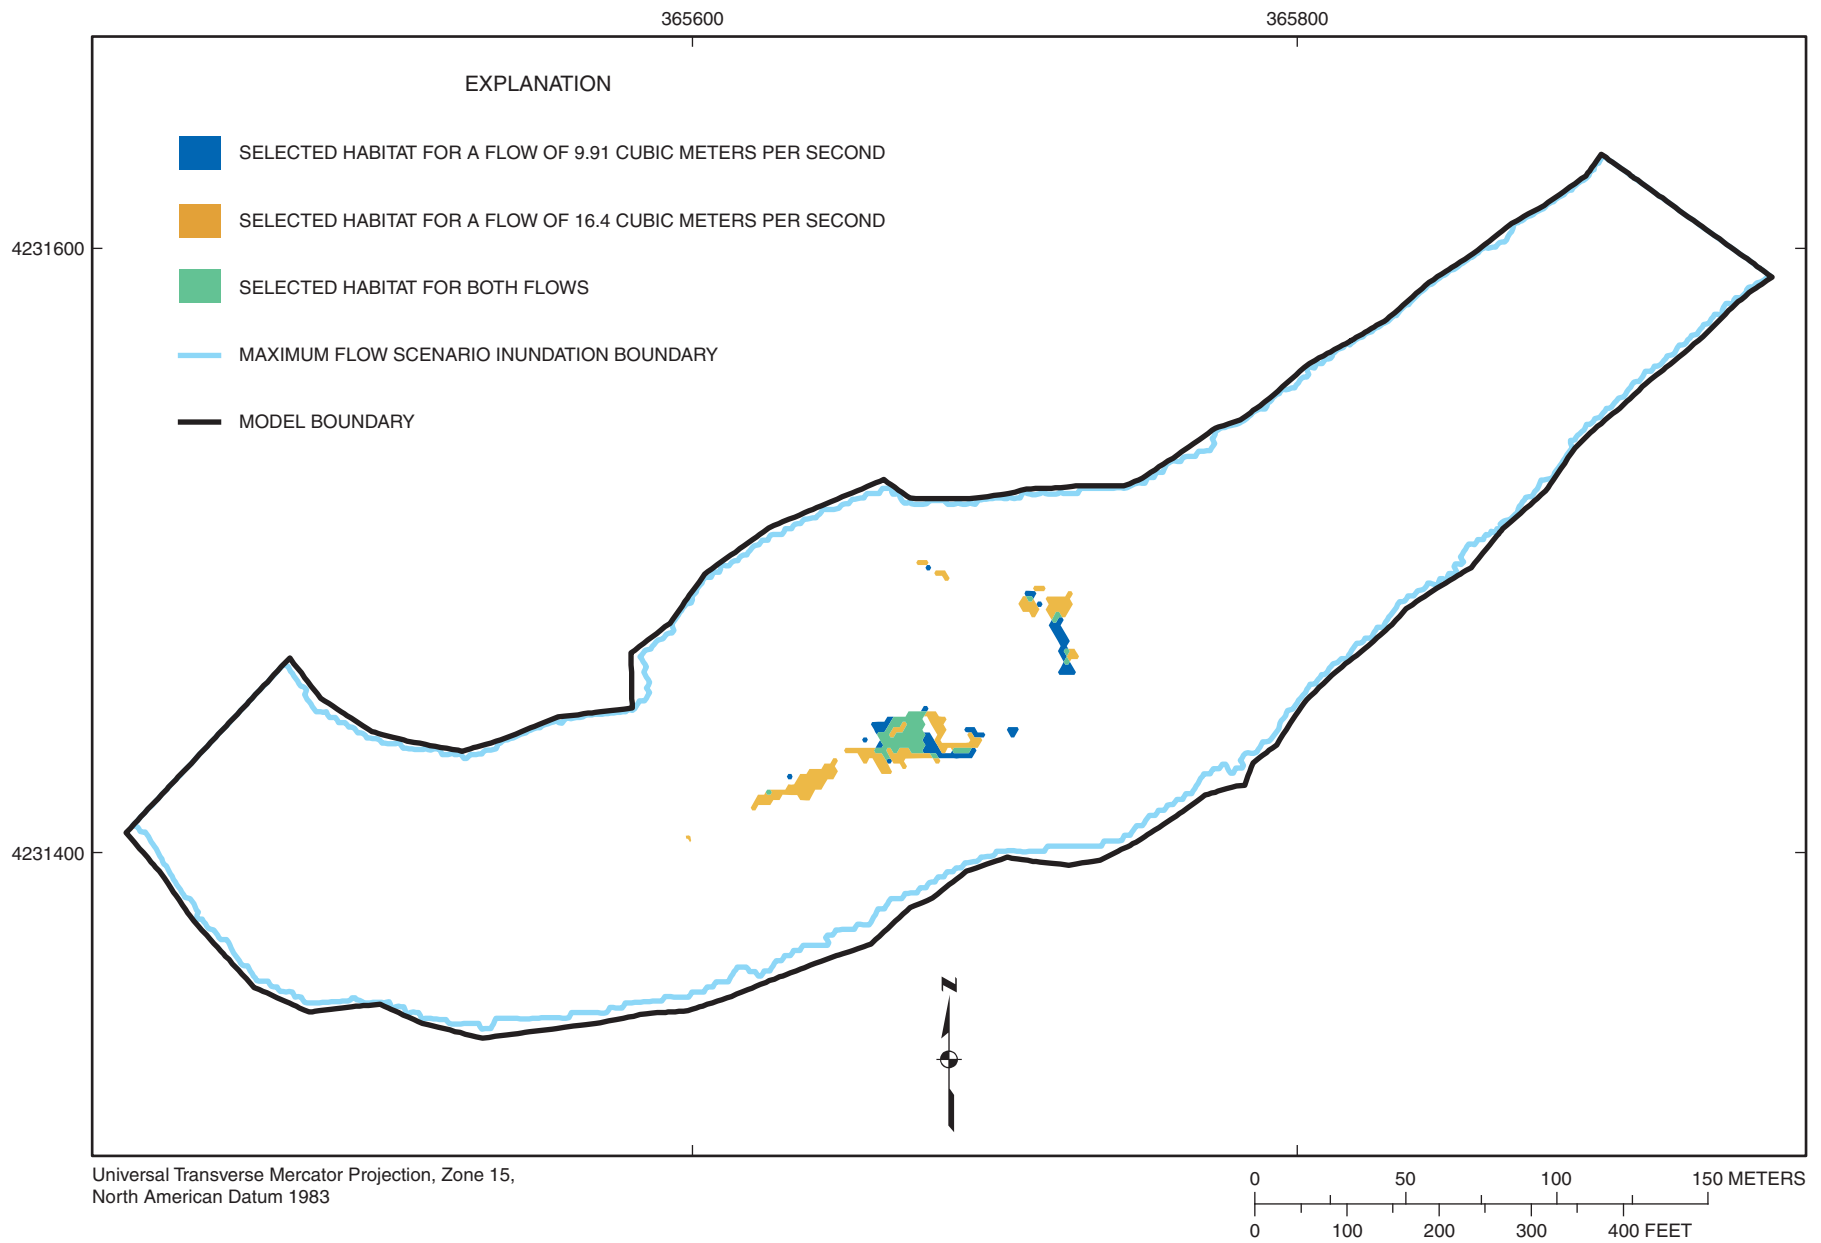 365600 365800
EXPLANATION
SELECTED HABITAT FOR A FLOW OF 9.91 CUBIC METERS PER SECOND
SELECTED HABITAT FOR A FLOW OF 16.4 CUBIC METERS PER SECOND
4231600
SELECTED HABITAT FOR BOTH FLOWS
MAXIMUM FLOW SCENARIO INUNDATION BOUNDARY
MODEL BOUNDARY
4231400
N
Universal Transverse Mercator Projection, Zone 15,
North American Datum 1983
0 50 100 150 METERS
0 100 200 300 400 FEET